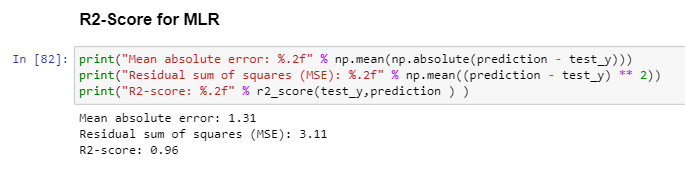 R2-Score for MLR
In [82]: print("Mean absolute error: %.2f" % np.mean(np.absolute(prediction - test_y)))
print("Residual sum of squares (MSE): %.2f" % np.mean((prediction - test_y) ** 2))
print("R2-score: %.2f" % r2_score(test_y,prediction ) )
Mean absolute error: 1.31
Residual sum of squares (MSE): 3.11
R2-score: 0.96